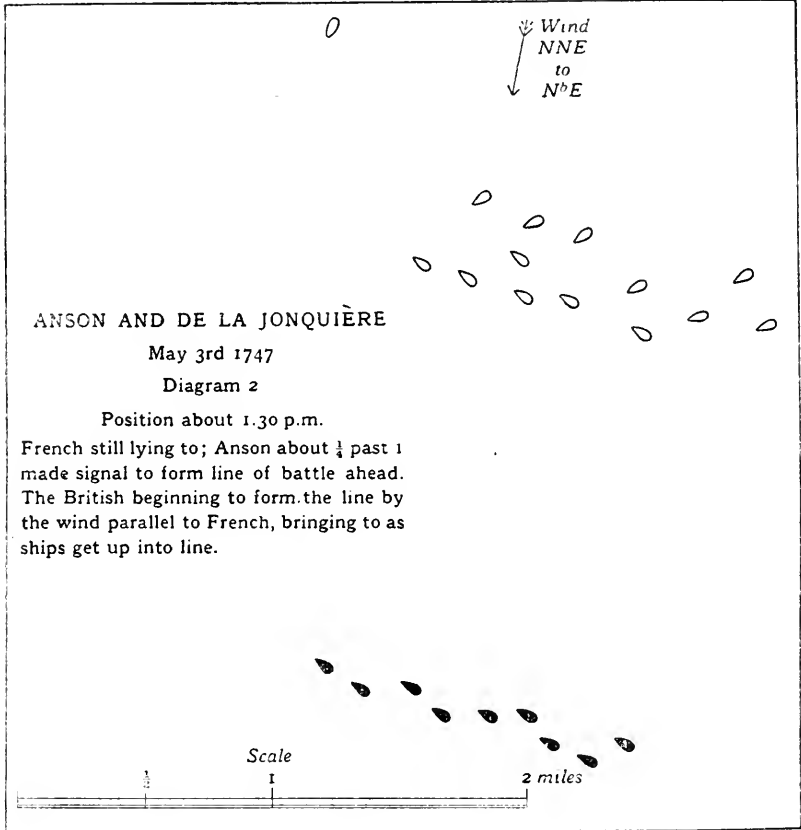 Wind
NNE
to
NᵇE
ANSON AND DE LA JONQUIÈRE
May 3rd 1747
Diagram 2
Position about 1.30 p.m.
French still lying to; Anson about ¼ past 1
made signal to form line of battle ahead.
The British beginning to form the line by
the wind parallel to French, bringing to as
ships get up into line.
Scale
½
1
2 miles